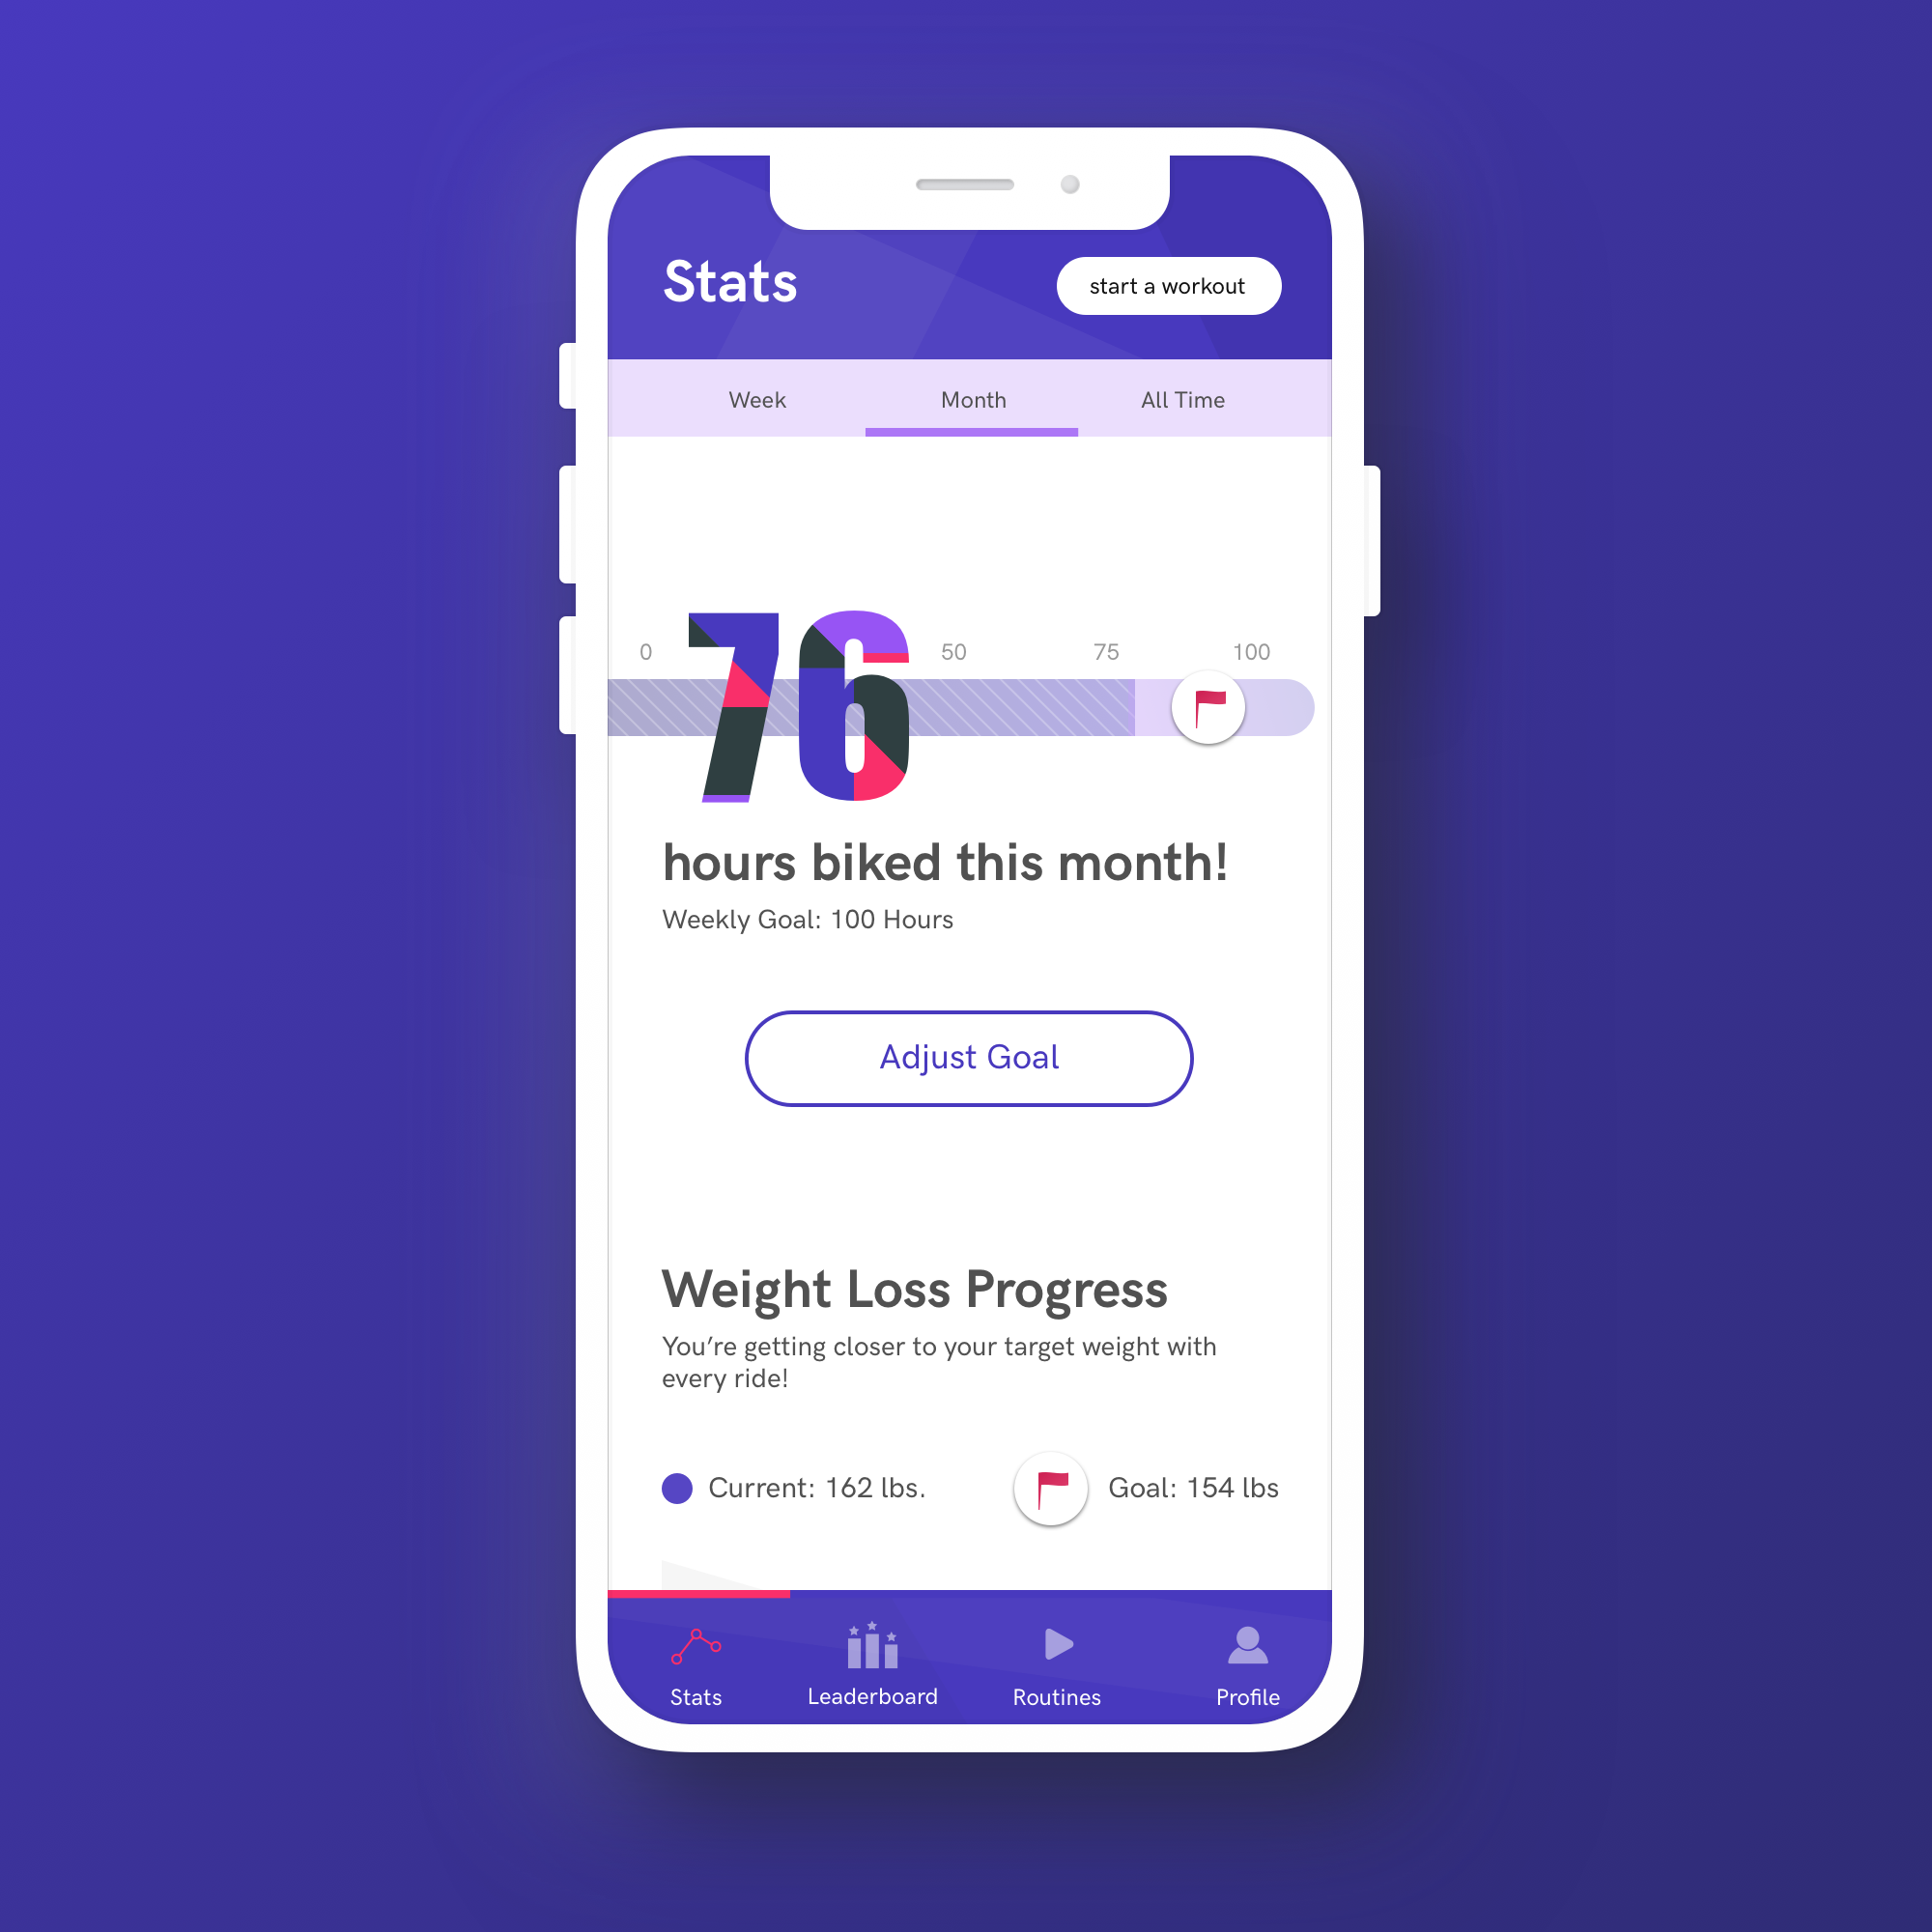 Stats
start a workout
Week Month All Time
0 50 75 100
76
hours biked this month!
Weekly Goal: 100 Hours
Adjust Goal
Weight Loss Progress
You’re getting closer to your target weight with
every ride!
Current: 162 lbs. Goal: 154 lbs
Stats Leaderboard Routines Profile